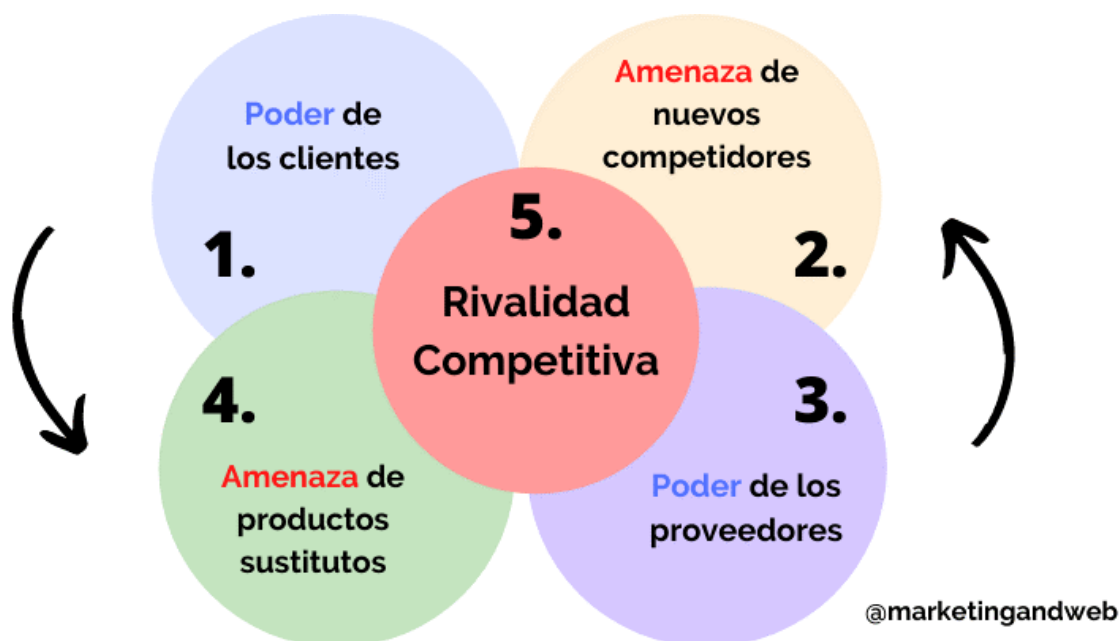 Poder de
los clientes
1.
Amenaza de
nuevos
competidores
2.
5.
Rivalidad
Competitiva
4.
Amenaza de
productos
sustitutos
3.
Poder de los
proveedores
@marketingandweb